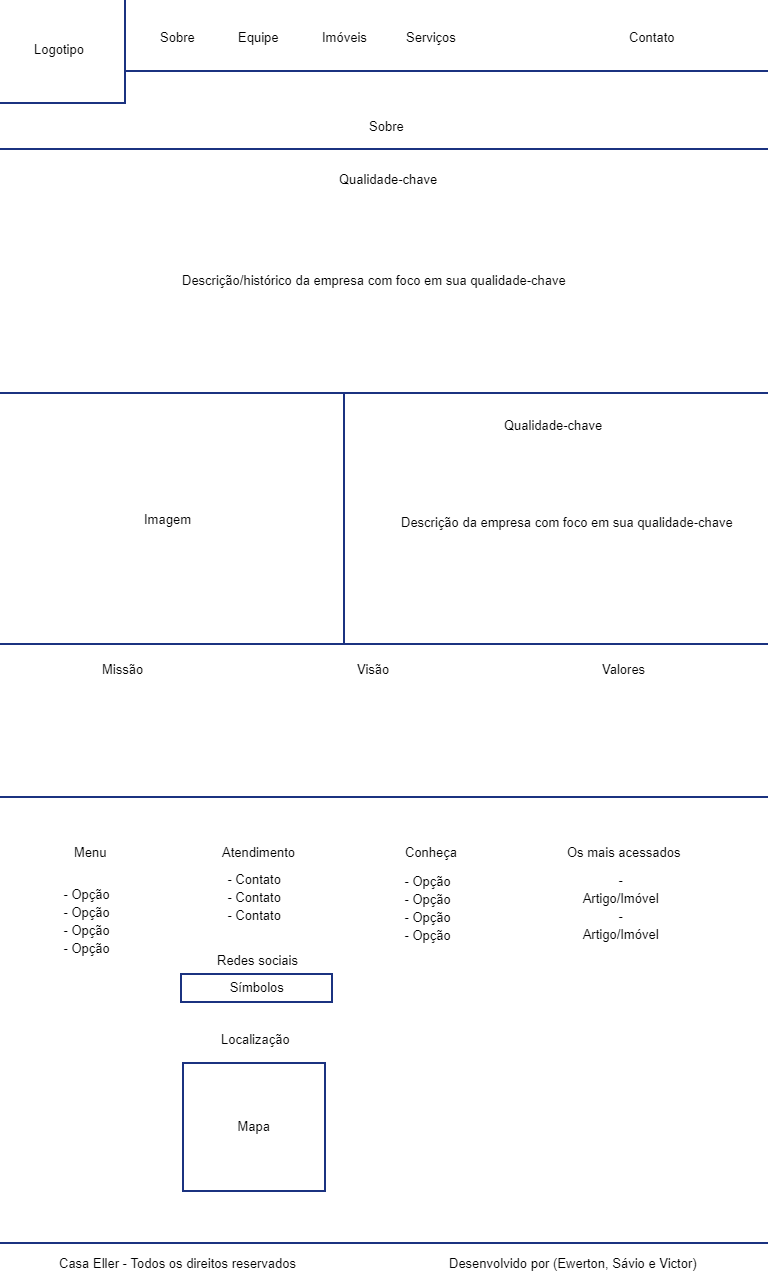 Logotipo
Sobre
Equipe
Imóveis
Serviços
Contato
Sobre
Qualidade-chave
Descrição/histórico da empresa com foco em sua qualidade-chave
Imagem
Qualidade-chave
Descrição da empresa com foco em sua qualidade-chave
Missão
Visão
Valores
Menu
- Opção
- Opção
- Opção
- Opção
Atendimento
- Contato
- Contato
- Contato
Redes sociais
Símbolos
Localização
Mapa
Conheça
- Opção
- Opção
- Opção
- Opção
Os mais acessados
-
Artigo/Imóvel
-
Artigo/Imóvel
Casa Eller - Todos os direitos reservados
Desenvolvido por (Ewerton, Sávio e Victor)